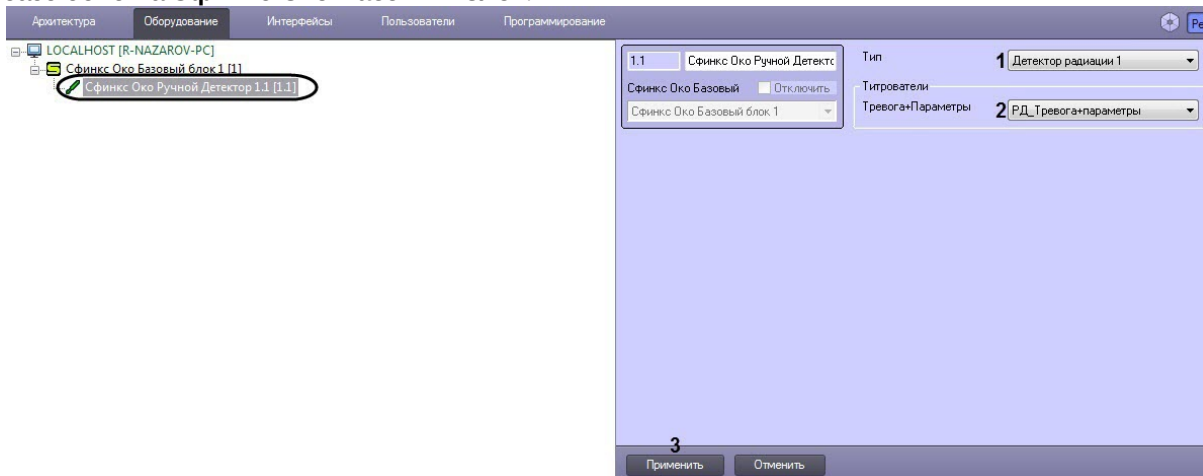 Архитектура Оборудование Интерфейсы Пользователи Программирование
LOCALHOST [R-NAZAROV-PC]
Сфинкс Око Базовый блок 1 [1]
Сфинкс Око Ручной Детектор 1.1 [1.1]
1.1 Сфинкс Око Ручной Детектс
Сфинкс Око Базовый Отключить
Сфинкс Око Базовый блок 1
Тип 1 Детектор радиации 1
Титрователи
Тревога+Параметры 2 РД_Тревога+параметры
3
Применить Отменить